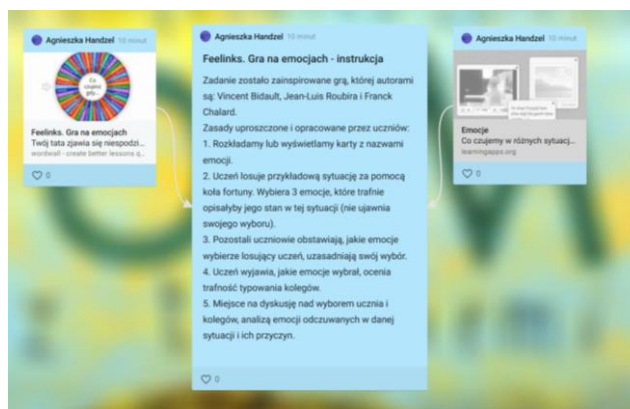 Agnieszka Handzel 10 minut
Co
czujesz
gdy...
Feelinks. Gra na emocjach
Twój tata zjawia się niespodzi...
wordwall - create better lessons q...
0
Agnieszka Handzel 10 minut
Feelinks. Gra na emocjach - instrukcja
Zadanie zostało zainspirowane grą, której autorami
są: Vincent Bidault, Jean-Luis Roubira i Franck
Chalard.
Zasady uproszczone i opracowane przez uczniów:
1. Rozkładamy lub wyświetlamy karty z nazwami
emocji.
2. Uczeń losuje przykładową sytuację za pomocą
koła fortuny. Wybiera 3 emocje, które trafnie
opisałyby jego stan w tej sytuacji (nie ujawnia
swojego wyboru).
3. Pozostali uczniowie obstawiają, jakie emocje
wybierze losujący uczeń, uzasadniają swój wybór.
4. Uczeń wyjawia, jakie emocje wybrał, ocenia
trafność typowania kolegów.
5. Miejsce na dyskusję nad wyborem ucznia i
kolegów, analizą emocji odczuwanych w danej
sytuacji i ich przyczyn.
0
Agnieszka Handzel 10 minut
Emocje
Co czujemy w różnych sytuacj...
learningapps.org
0